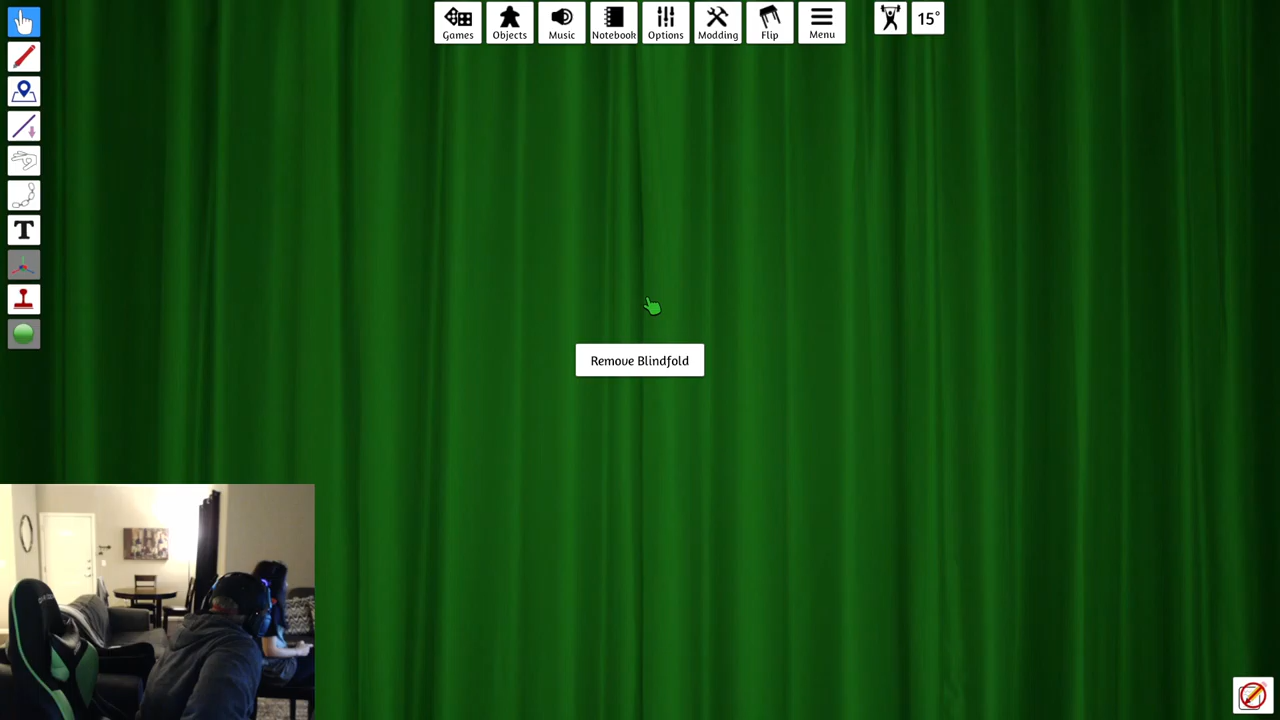 Games
Objects
Music
Notebook
Options
Modding
Flip
Menu
15°
T
Remove Blindfold